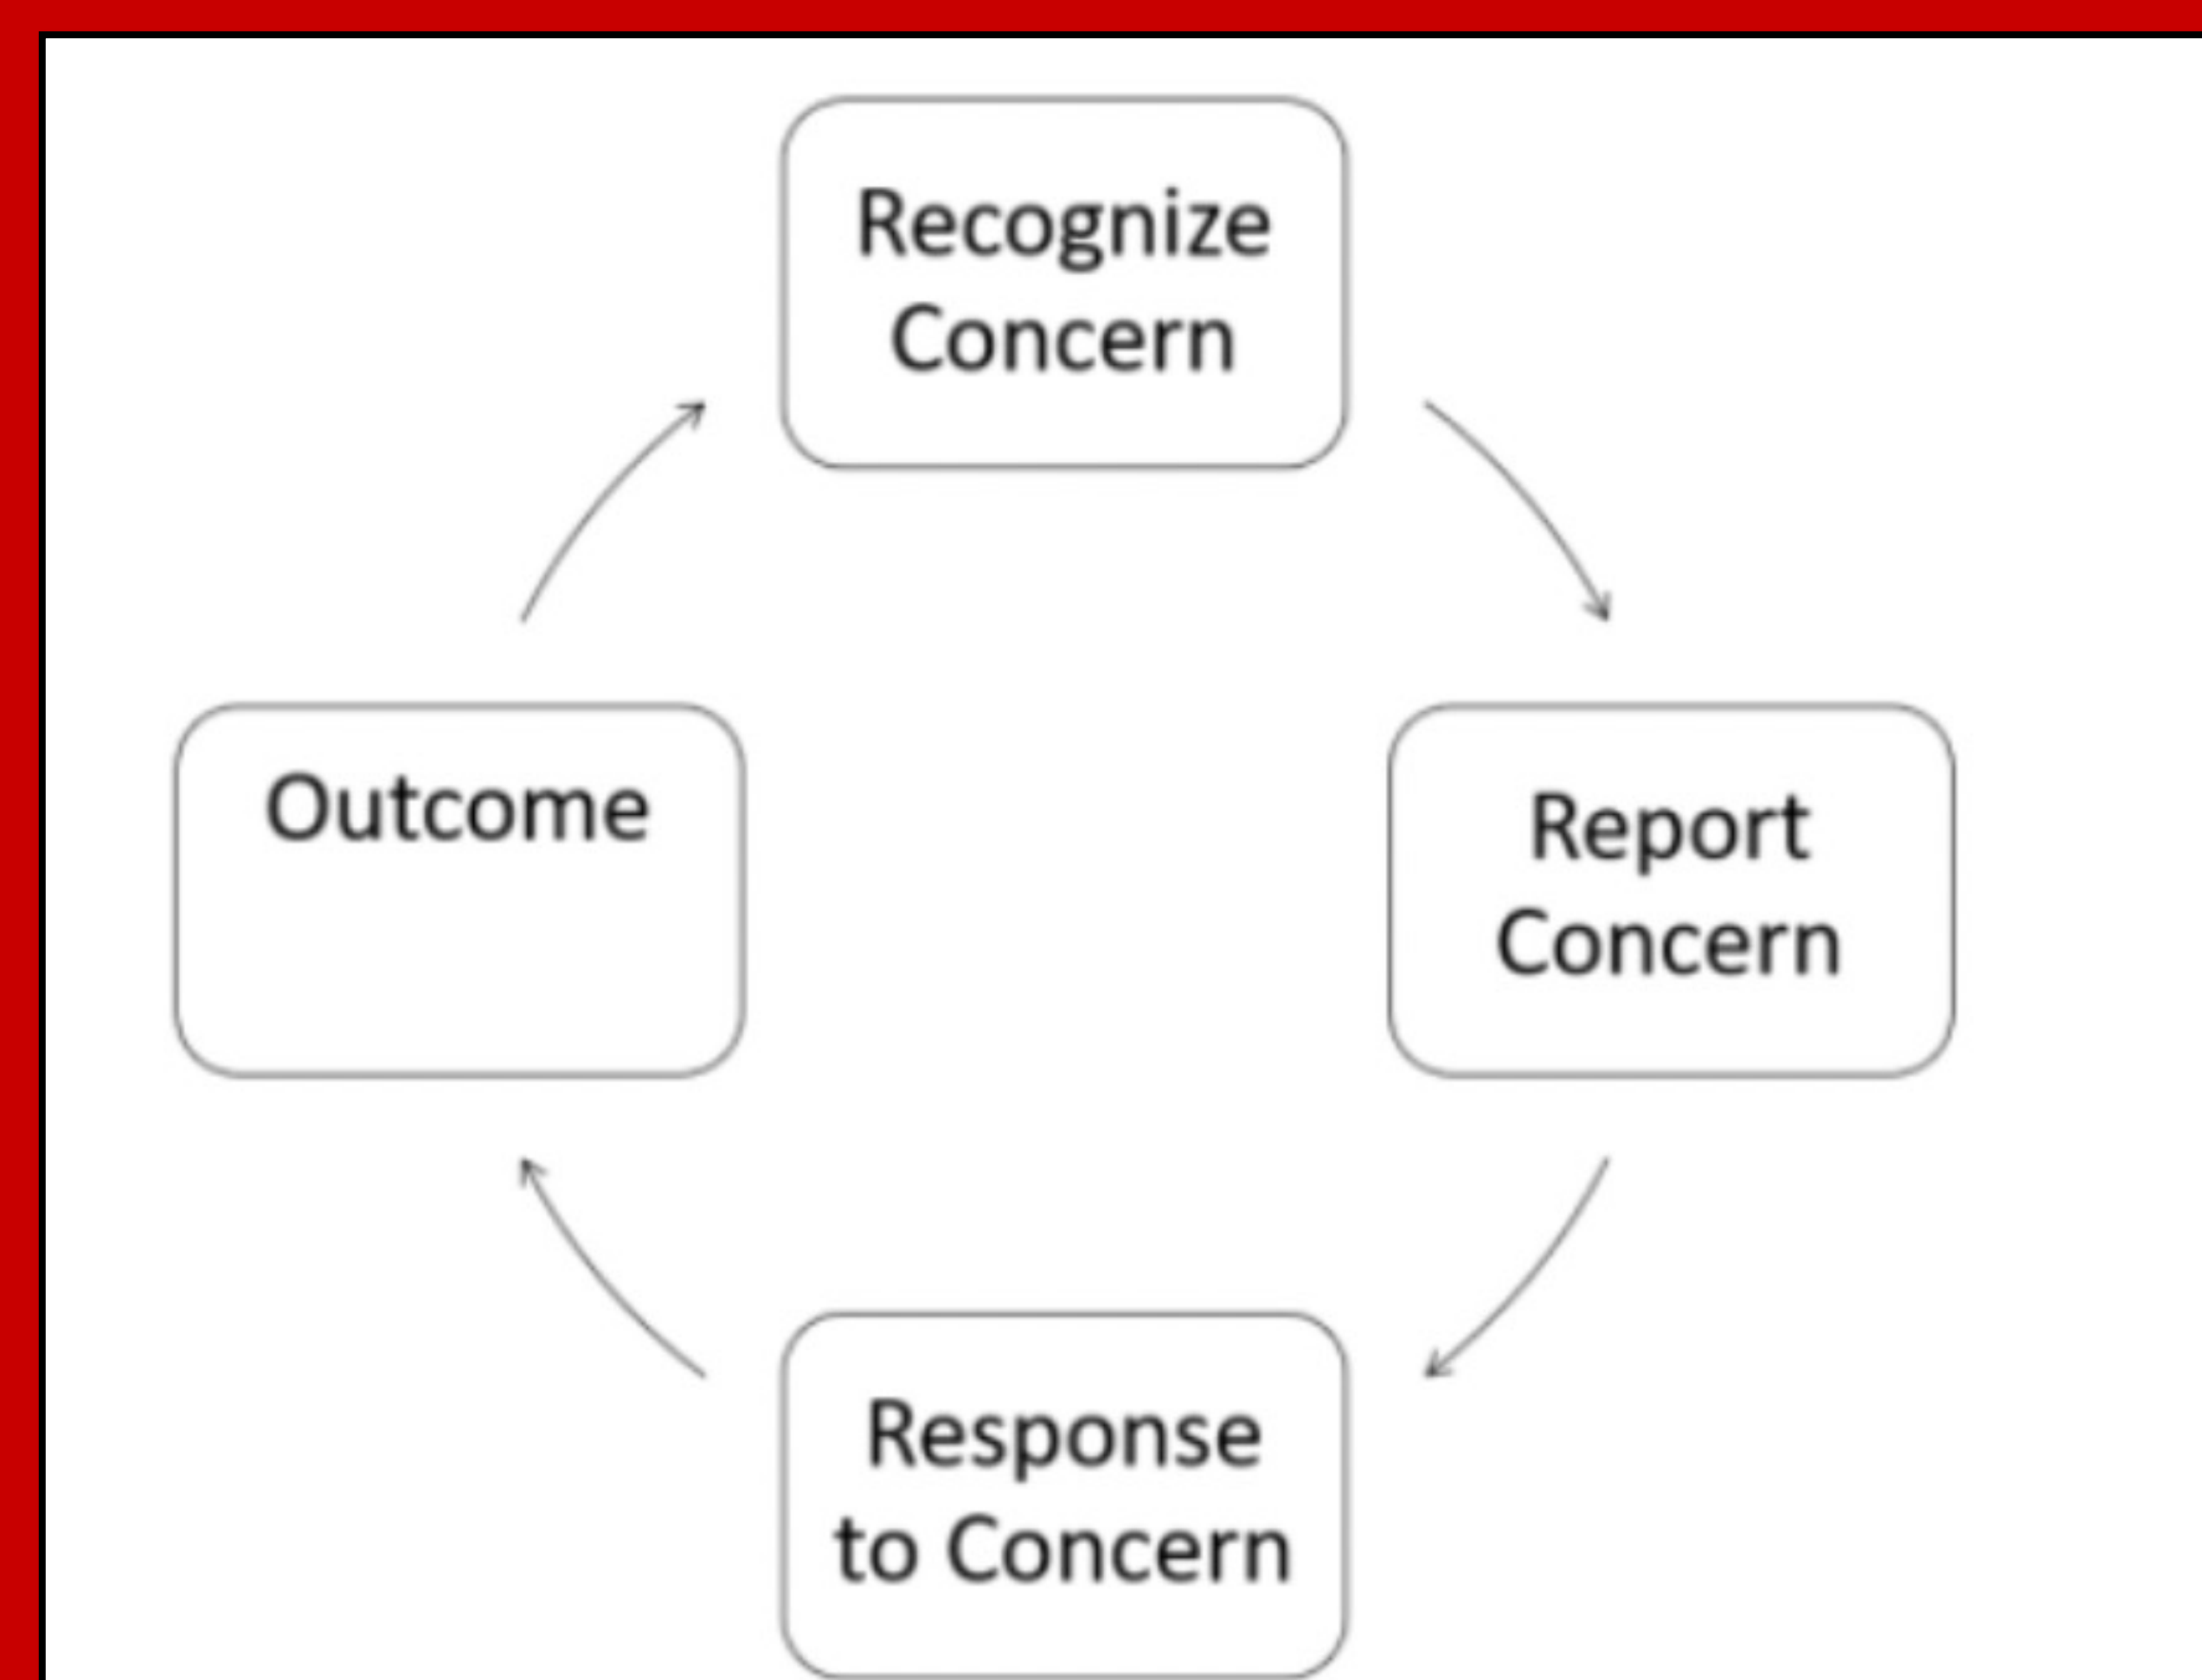 Recognize
Concern
Report
Concern
Response
to Concern
Outcome